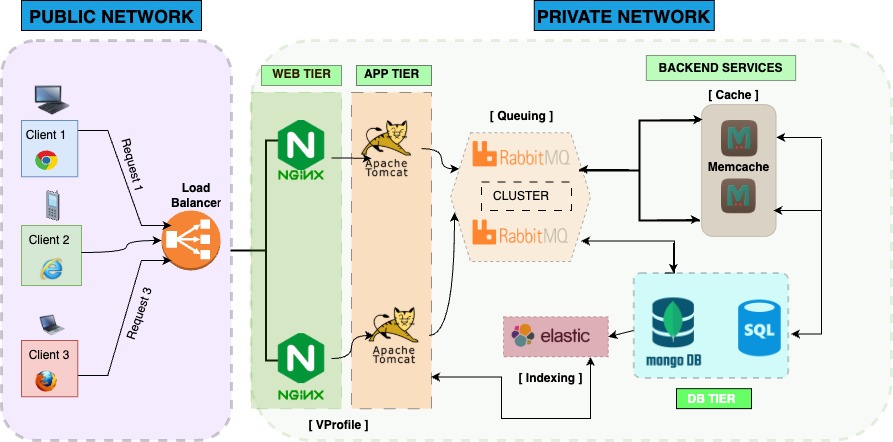 PUBLIC NETWORK
PRIVATE NETWORK
WEB TIER
APP TIER
BACKEND SERVICES
[ Queuing ]
[ Cache ]
Client 1
Request 1
NGINX
Apache
Tomcat
RabbitMQ
CLUSTER
RabbitMQ
M
Memcache
M
Load
Balancer
Client 2
Client 3
Request 3
N
NGINX
N
Apache
Tomcat
elastic
[ Indexing ]
mongo DB
SQL
DB TIER
[ VProfile ]